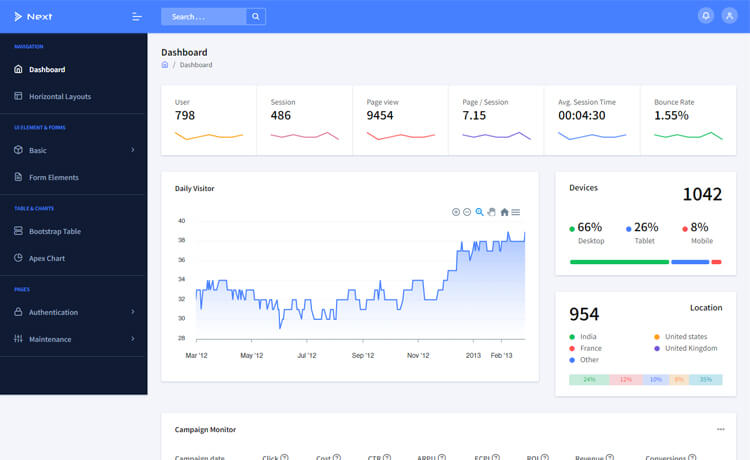 Next
Search . . .
NAVIGATION
Dashboard
Horizontal Layouts
UI ELEMENT & FORMS
Basic
Form Elements
TABLE & CHARTS
Bootstrap Table
Apex Chart
PAGES
Authentication
Maintenance
Dashboard
/ Dashboard
User
798
Session
486
Page view
9454
Page / Session
7.15
Avg. Session Time
00:04:30
Bounce Rate
1.55%
Daily Visitor
40
38
36
34
32
30
28
Mar '12 May '12 Jul '12 Sep '12 Nov '12 2013 Feb '13
Devices
1042
66% 26% 8%
Desktop Tablet Mobile
954
Location
India United states
France United Kingdom
Other
24% 12% 10% 8% 35%
Campaign Monitor
Campaign date Click Cost CTR ARPU ECPI ROI Revenue Conversions